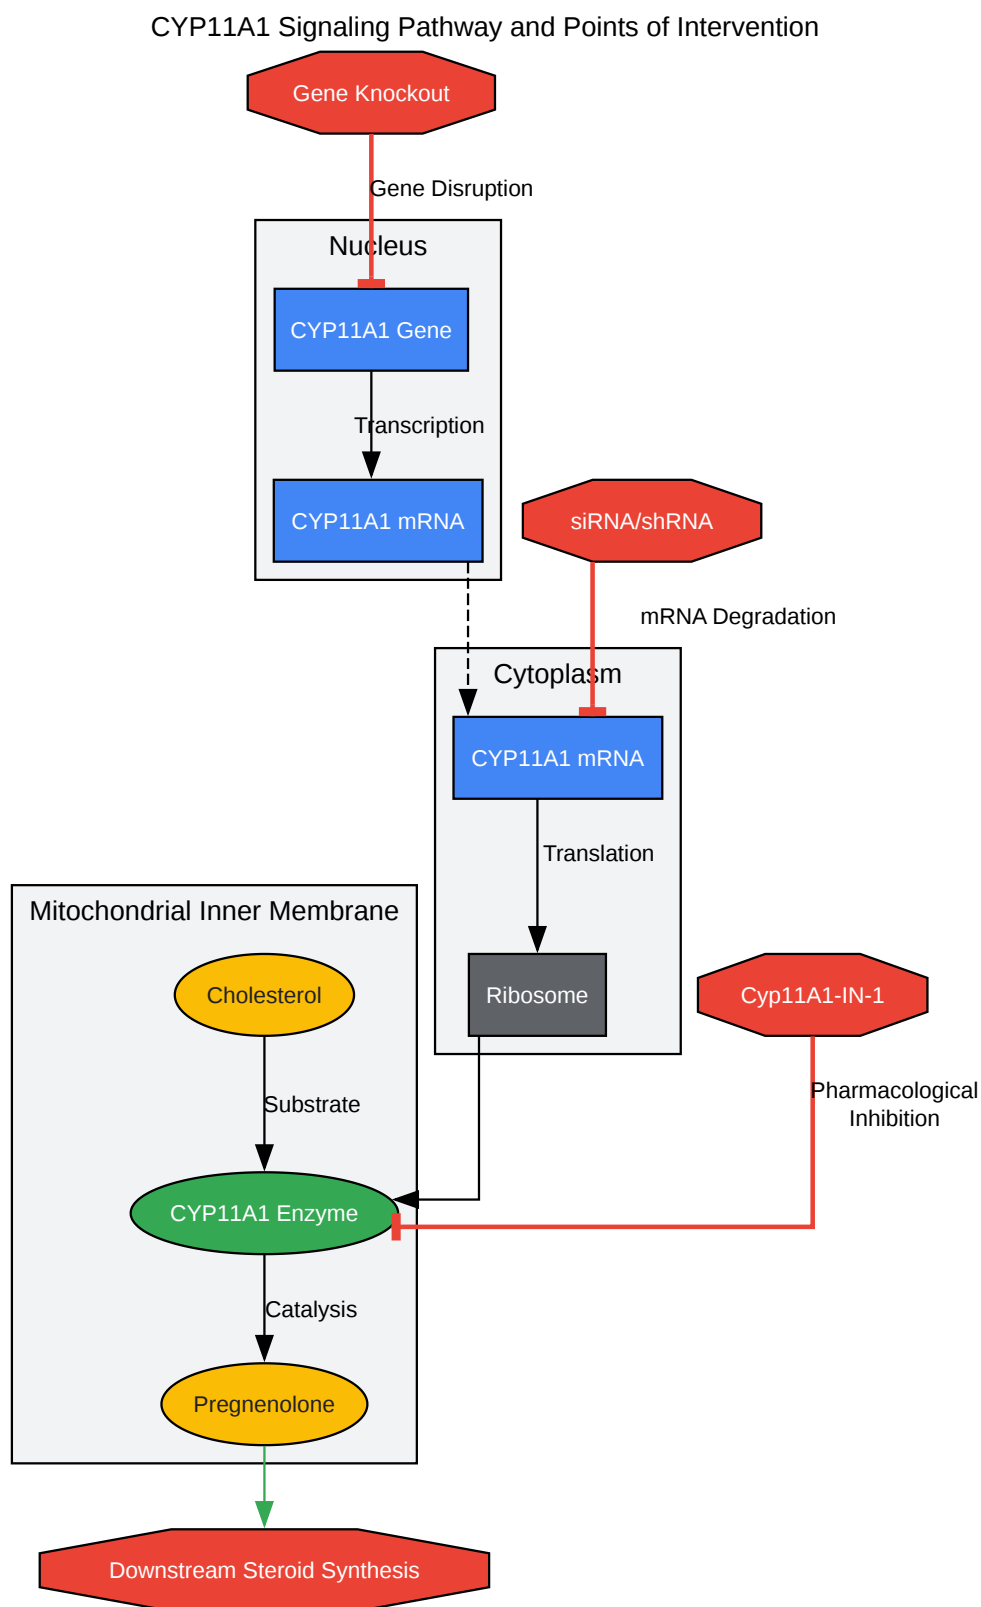 CYP11A1 Signaling Pathway and Points of Intervention
Gene Knockout
Gene Disruption
Nucleus
CYP11A1 Gene
Transcription
CYP11A1 mRNA
siRNA/shRNA
mRNA Degradation
Cytoplasm
CYP11A1 mRNA
Translation
Mitochondrial Inner Membrane
Cholesterol
Ribosome
Cyp11A1-IN-1
Pharmacological
Inhibition
Substrate
CYP11A1 Enzyme
Catalysis
Pregnenolone
Downstream Steroid Synthesis